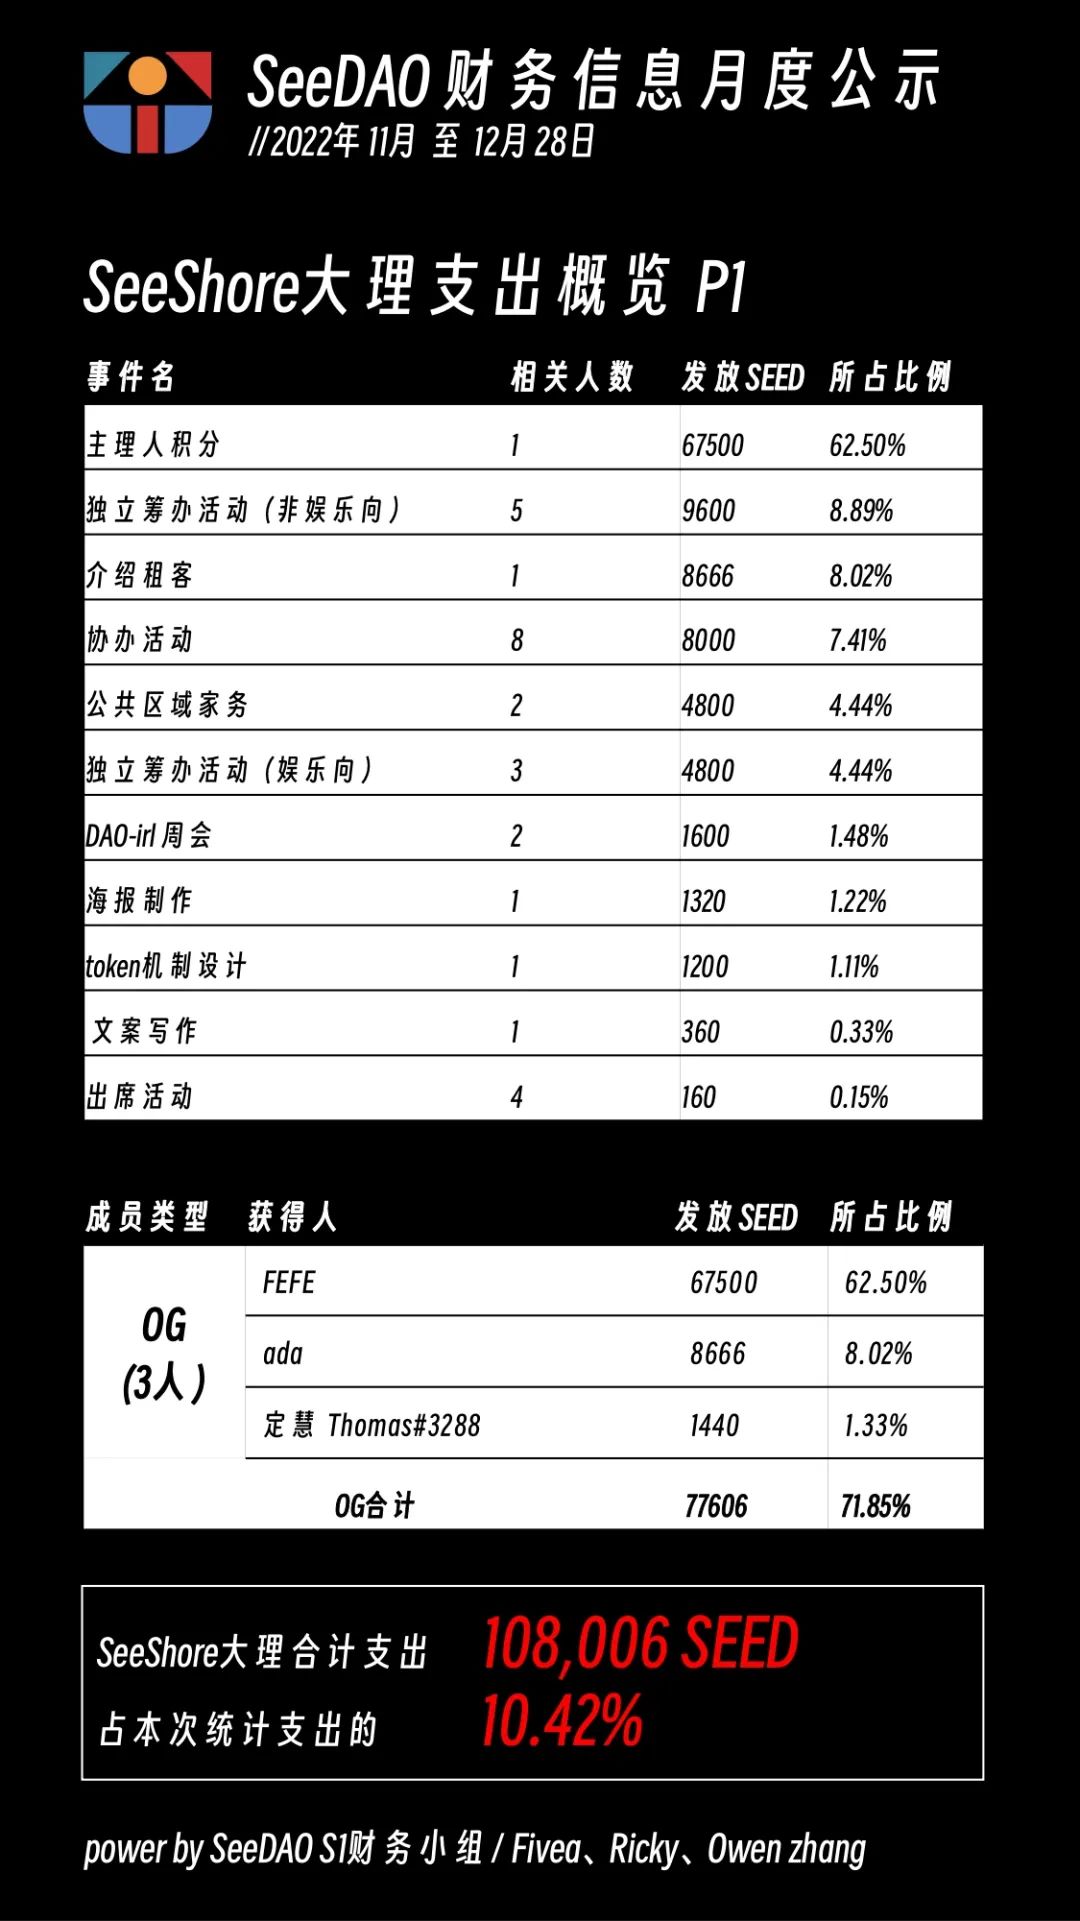 SeeDAO 财务信息月度公示
//2022年 11月 至 12月 28日
SeeShore大理支出概览 P1
事件名 相关人数 发放SEED 所占比例
主理人积分 1 67500 62.50%
独立筹办活动（非娱乐向） 5 9600 8.89%
介绍租客 1 8666 8.02%
协办活动 8 8000 7.41%
公共区域家务 2 4800 4.44%
独立筹办活动（娱乐向） 3 4800 4.44%
DAO-irl 周会 2 1600 1.48%
海报制作 1 1320 1.22%
token机制设计 1 1200 1.11%
文案写作 1 360 0.33%
出席活动 4 160 0.15%
成员类型 获得人 发放SEED 所占比例
OG
(3人)
FEFE 67500 62.50%
ada 8666 8.02%
定慧 Thomas#3288 1440 1.33%
OG合计 77606 71.85%
SeeShore大理合计支出 108,006 SEED
占本次统计支出的 10.42%
power by SeeDAO S1财务小组 / Fivea、Ricky、Owen zhang